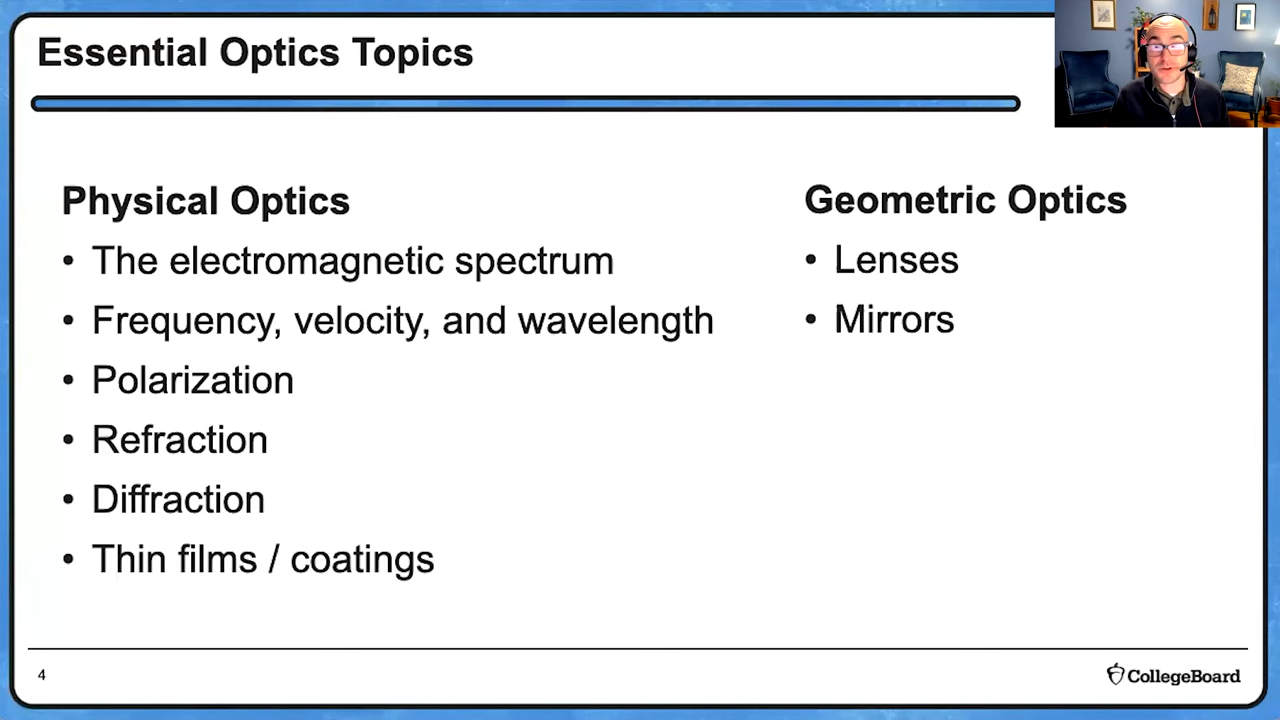 Essential Optics Topics
Physical Optics
• The electromagnetic spectrum
• Frequency, velocity, and wavelength
• Polarization
• Refraction
• Diffraction
• Thin films / coatings
Geometric Optics
• Lenses
• Mirrors
4
CollegeBoard